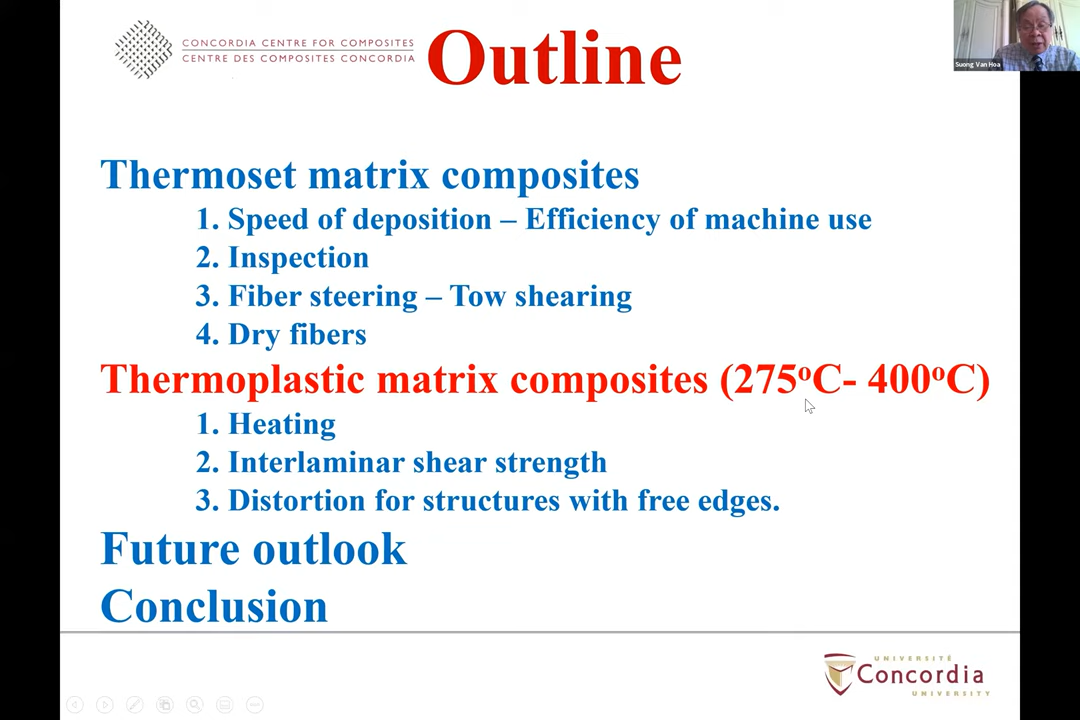 CONCORDIA CENTRE FOR COMPOSITES
CENTRE DES COMPOSITES CONCORDIA
Outline
Suong Van Hoa
Thermoset matrix composites
1. Speed of deposition – Efficiency of machine use
2. Inspection
3. Fiber steering – Tow shearing
4. Dry fibers
Thermoplastic matrix composites (275°C- 400°C)
1. Heating
2. Interlaminar shear strength
3. Distortion for structures with free edges.
Future outlook
Conclusion
UNIVERSITÉ
Concordia
UNIVERSITY